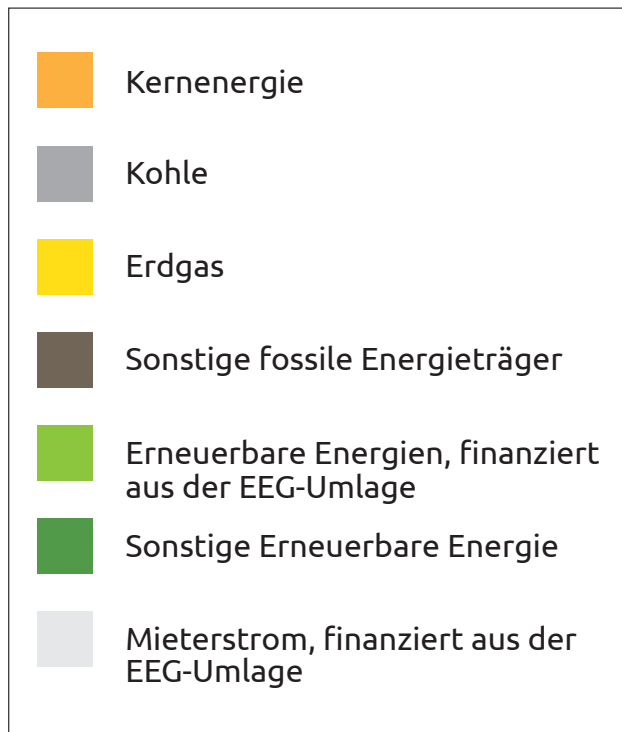 Kernenergie
Kohle
Erdgas
Sonstige fossile Energieträger
Erneuerbare Energien, finanziert
aus der EEG-Umlage
Sonstige Erneuerbare Energie
Mieterstrom, finanziert aus der
EEG-Umlage